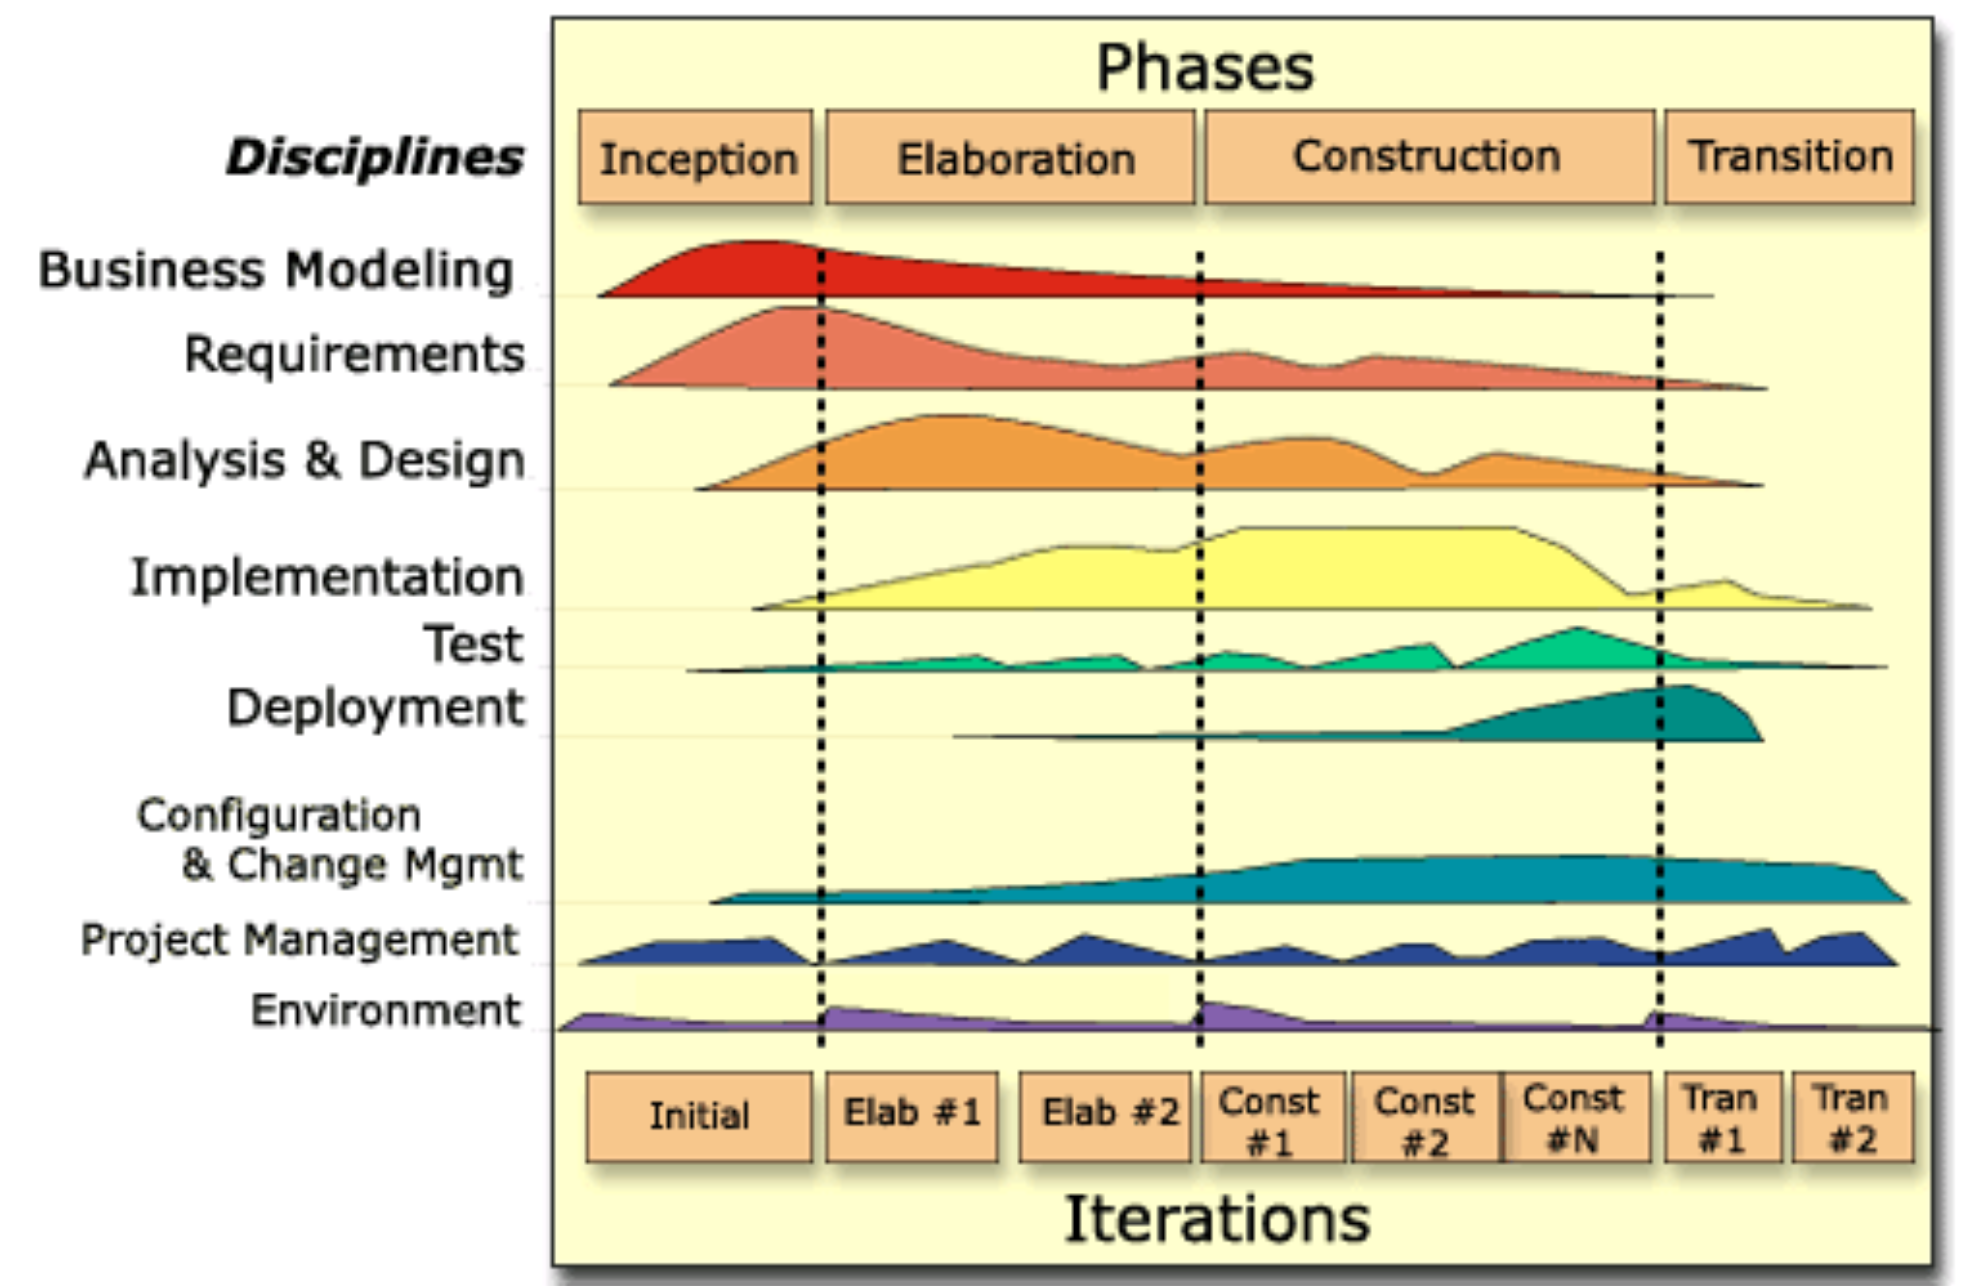 Phases
Disciplines
Inception
Elaboration
Construction
Transition
Business Modeling
Requirements
Analysis & Design
Implementation
Test
Deployment
Configuration
& Change Mgmt
Project Management
Environment
Initial
Elab #1
Elab #2
Const
#1
Const
#2
Const
#N
Tran
#1
Tran
#2
Iterations